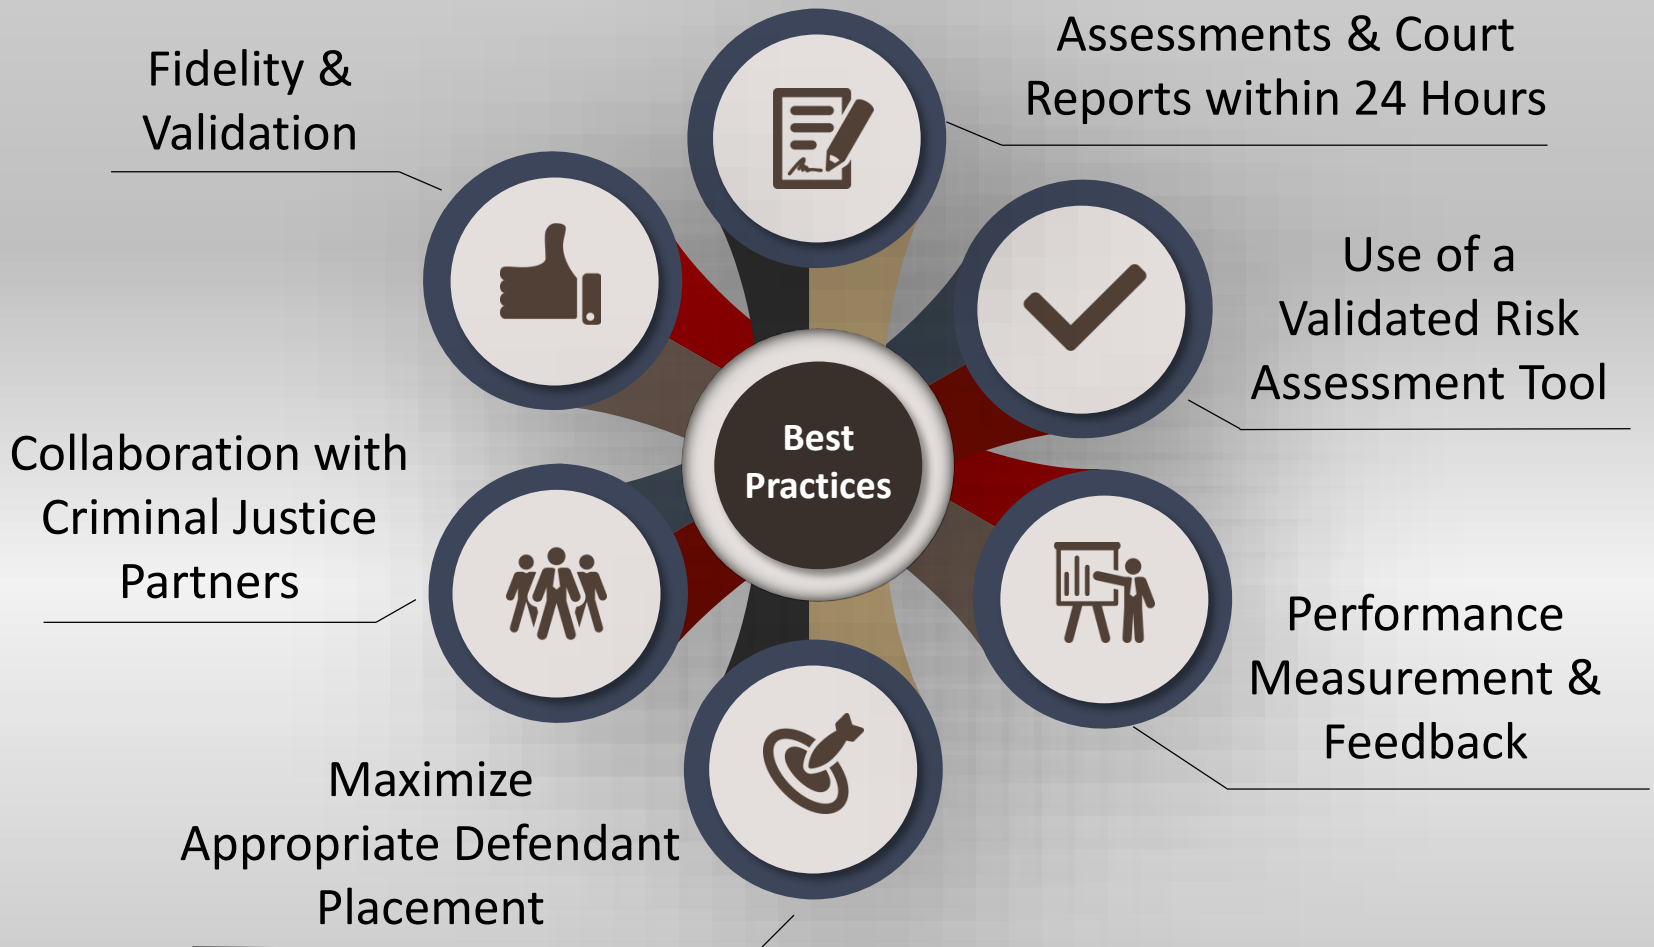 Assessments & Court
Reports within 24 Hours
Fidelity &
Validation
Use of a
Validated Risk
Assessment Tool
Best
Practices
Collaboration with
Criminal Justice
Partners
Performance
Measurement &
Feedback
Maximize
Appropriate Defendant
Placement